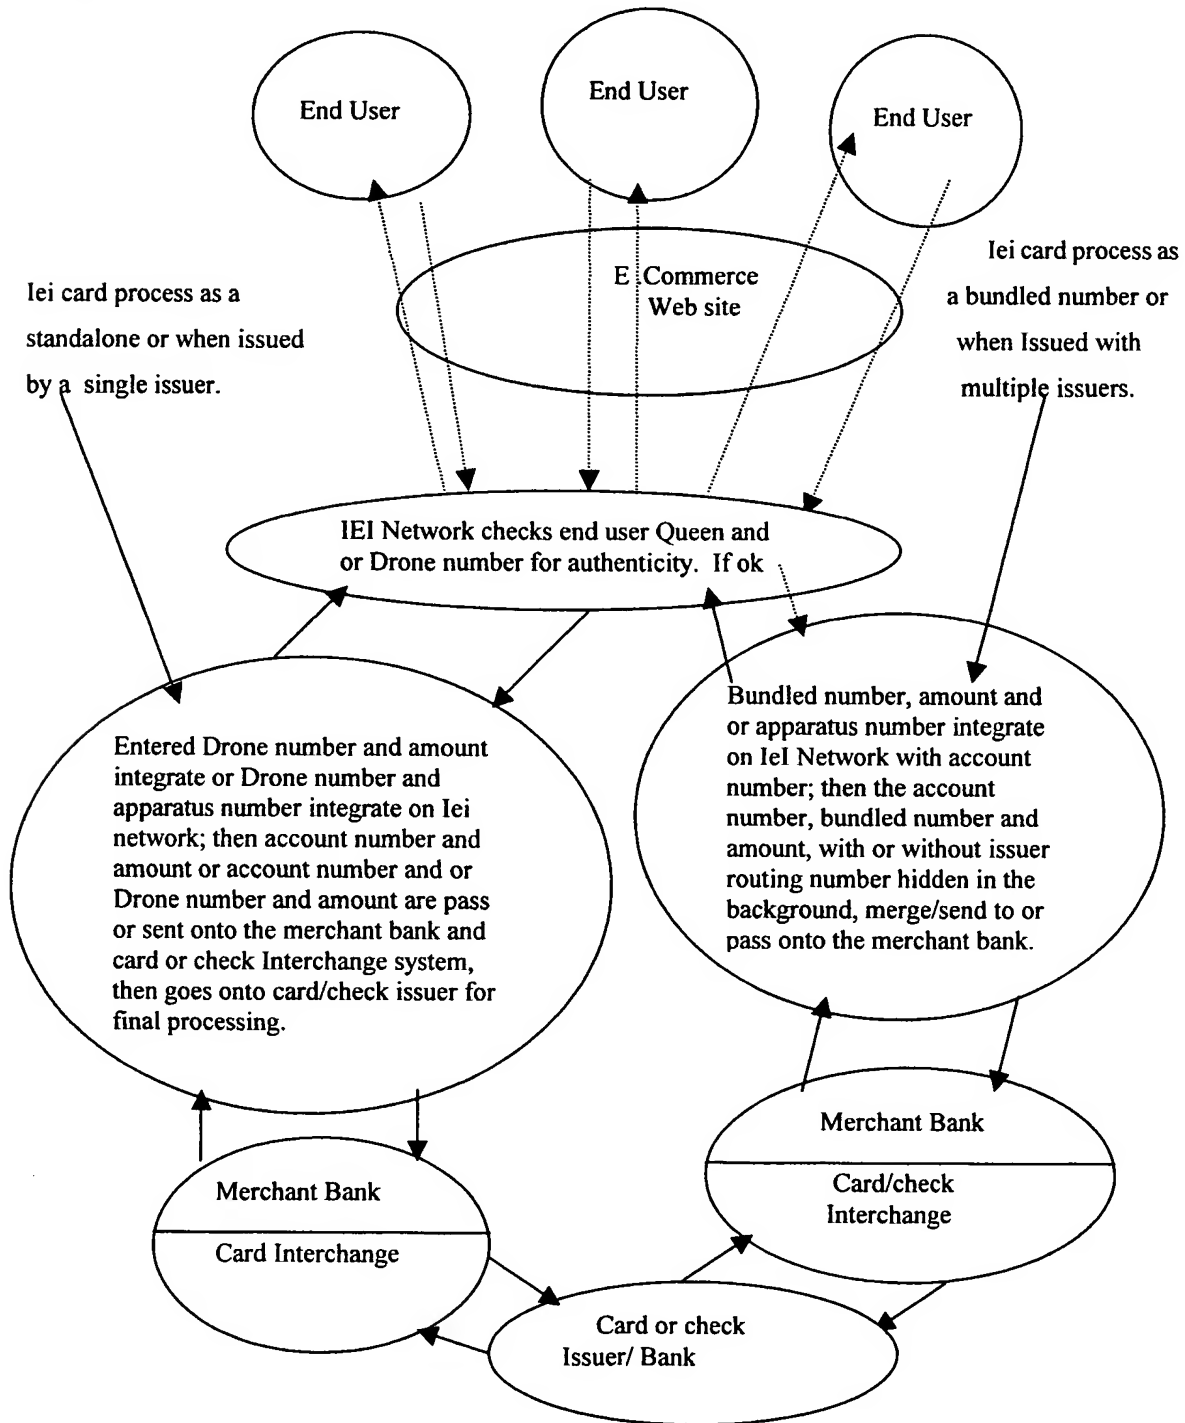 End User
End User
End User
E .Commerce
Web site
Iei card process as a
standalone or when issued
by a single issuer.
Iei card process as
a bundled number or
when Issued with
multiple issuers.
IEI Network checks end user Queen and
or Drone number for authenticity. If ok
Entered Drone number and amount
integrate or Drone number and
apparatus number integrate on Iei
network; then account number and
amount or account number and or
Drone number and amount are pass
or sent onto the merchant bank and
card or check Interchange system,
then goes onto card/check issuer for
final processing.
Bundled number, amount and
or apparatus number integrate
on IeI Network with account
number; then the account
number, bundled number and
amount, with or without issuer
routing number hidden in the
background, merge/send to or
pass onto the merchant bank.
Merchant Bank
Card Interchange
Merchant Bank
Card/check
Interchange
Card or check
Issuer/ Bank